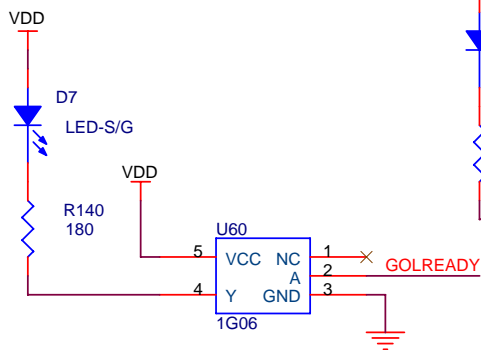 VDD
D7
LED-S/G
VDD
R140
180
U60
5 VCC NC 1
A 2 GOLREADY
4 Y GND 3
1G06